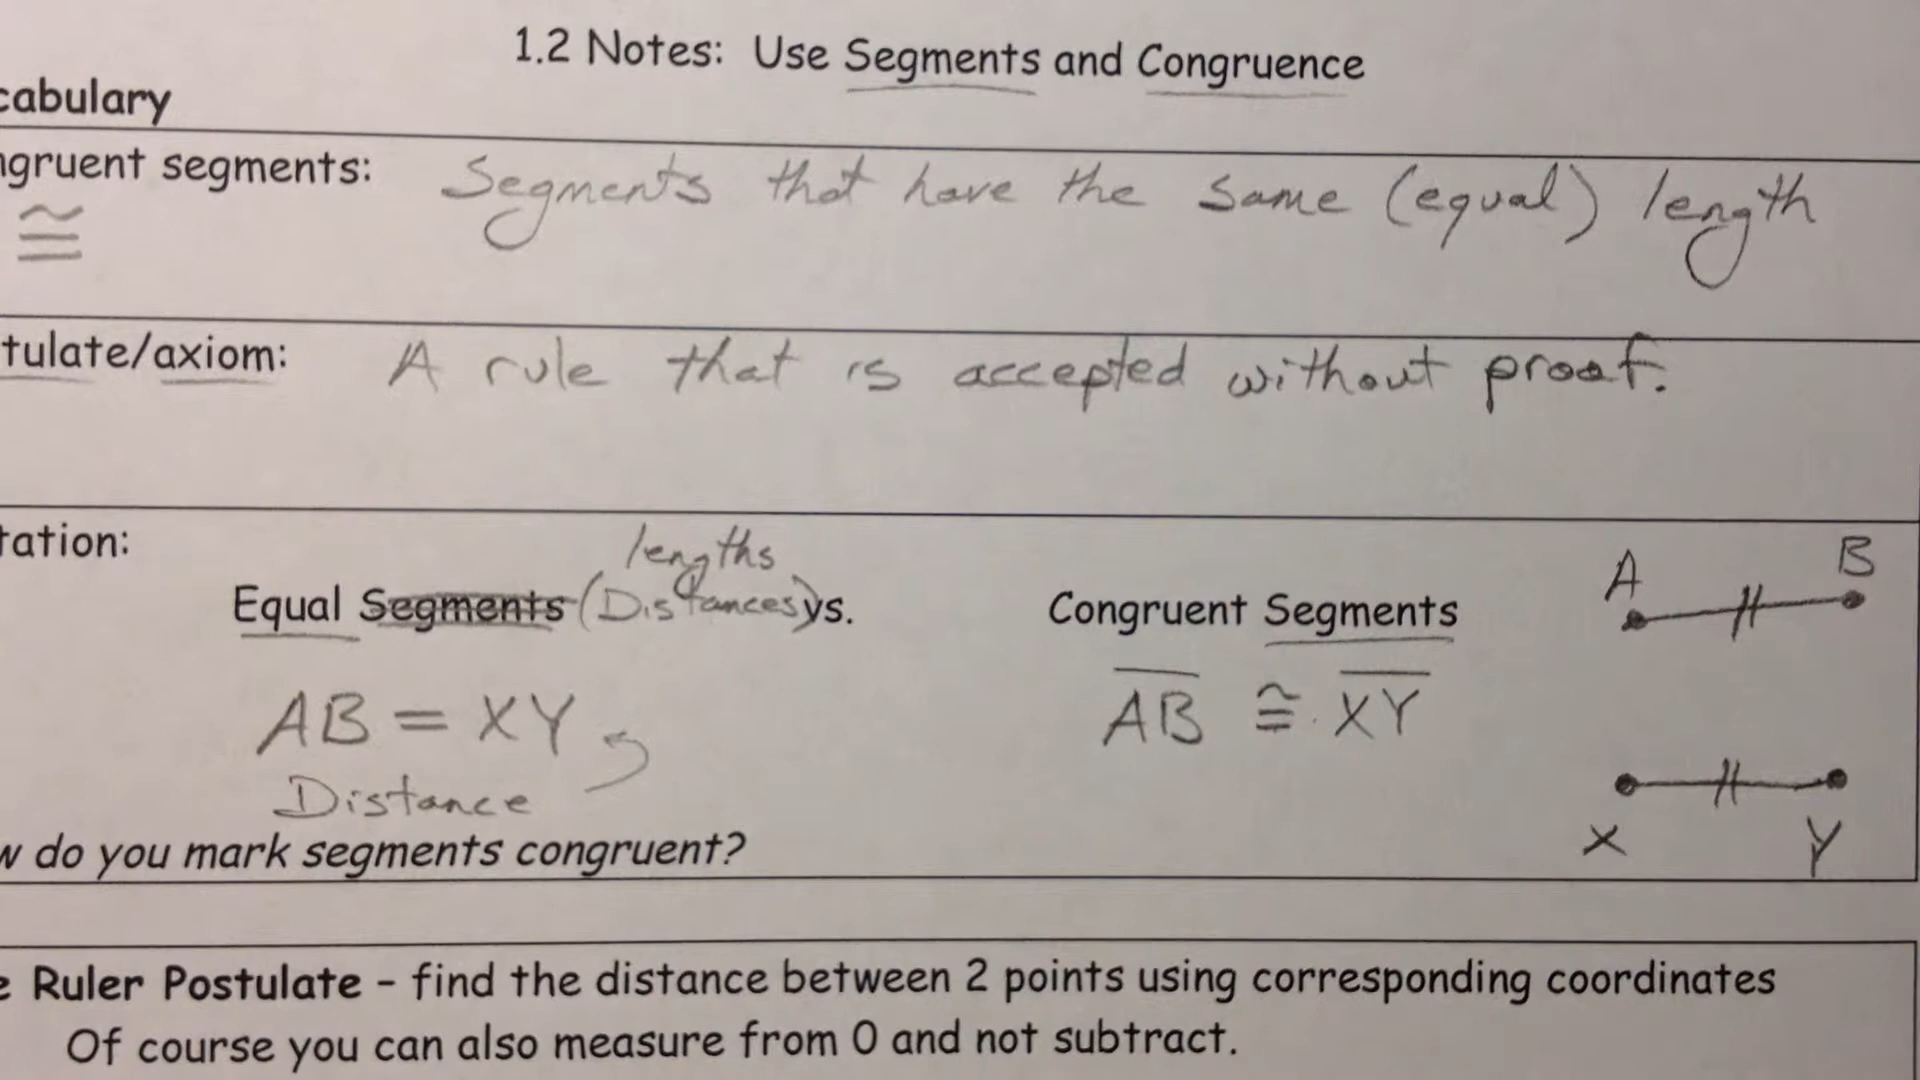 1.2 Notes: Use Segments and Congruence
cabulary
ngruent segments: Segments that have the same (equal) length
≅
tulate/axiom: A rule that is accepted without proof.
tation:
lengths
Equal Segments (Distances) vs. Congruent Segments
A B
AB = XY AB ≅ XY
Distance
X Y
w do you mark segments congruent?
e Ruler Postulate - find the distance between 2 points using corresponding coordinates
Of course you can also measure from 0 and not subtract.